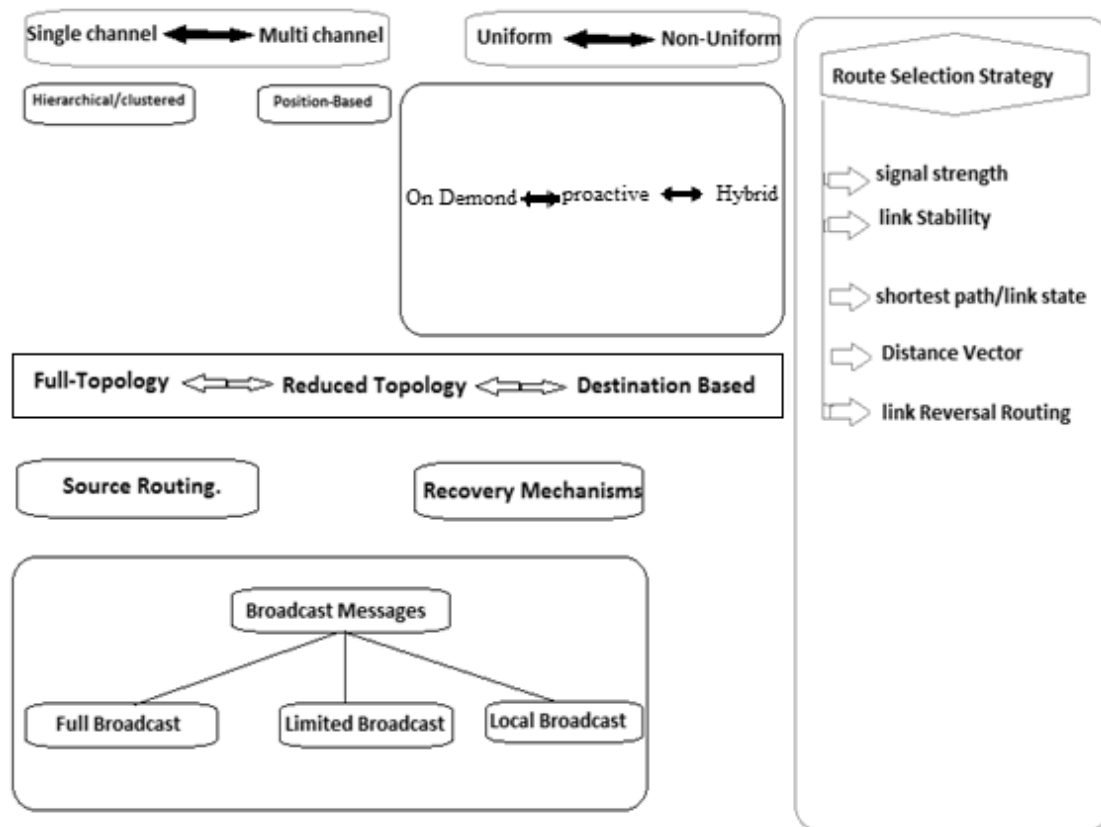 Single channel Multi channel
Uniform Non-Uniform
Hierarchical/clustered
Position-Based
On Demond proactive Hybrid
Full-Topology Reduced Topology Destination Based
Source Routing.
Recovery Mechanisms
Broadcast Messages
Full Broadcast
Limited Broadcast
Local Broadcast
Route Selection Strategy
signal strength
link Stability
shortest path/link state
Distance Vector
link Reversal Routing